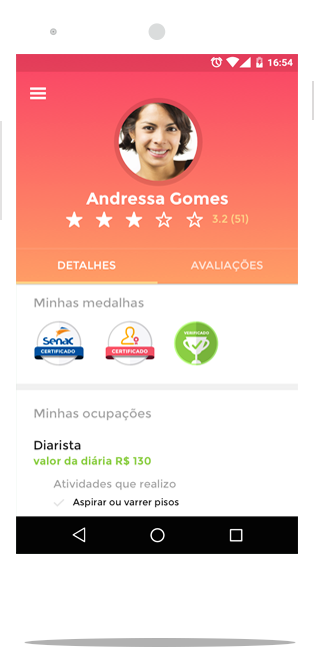 16:54
Andressa Gomes
3.2 (51)
DETALHES AVALIAÇÕES
Minhas medalhas
Senac
CERTIFICADO
CERTIFICADO
VERIFICADO
Minhas ocupações
Diarista
valor da diária R$ 130
Atividades que realizo
Aspirar ou varrer pisos